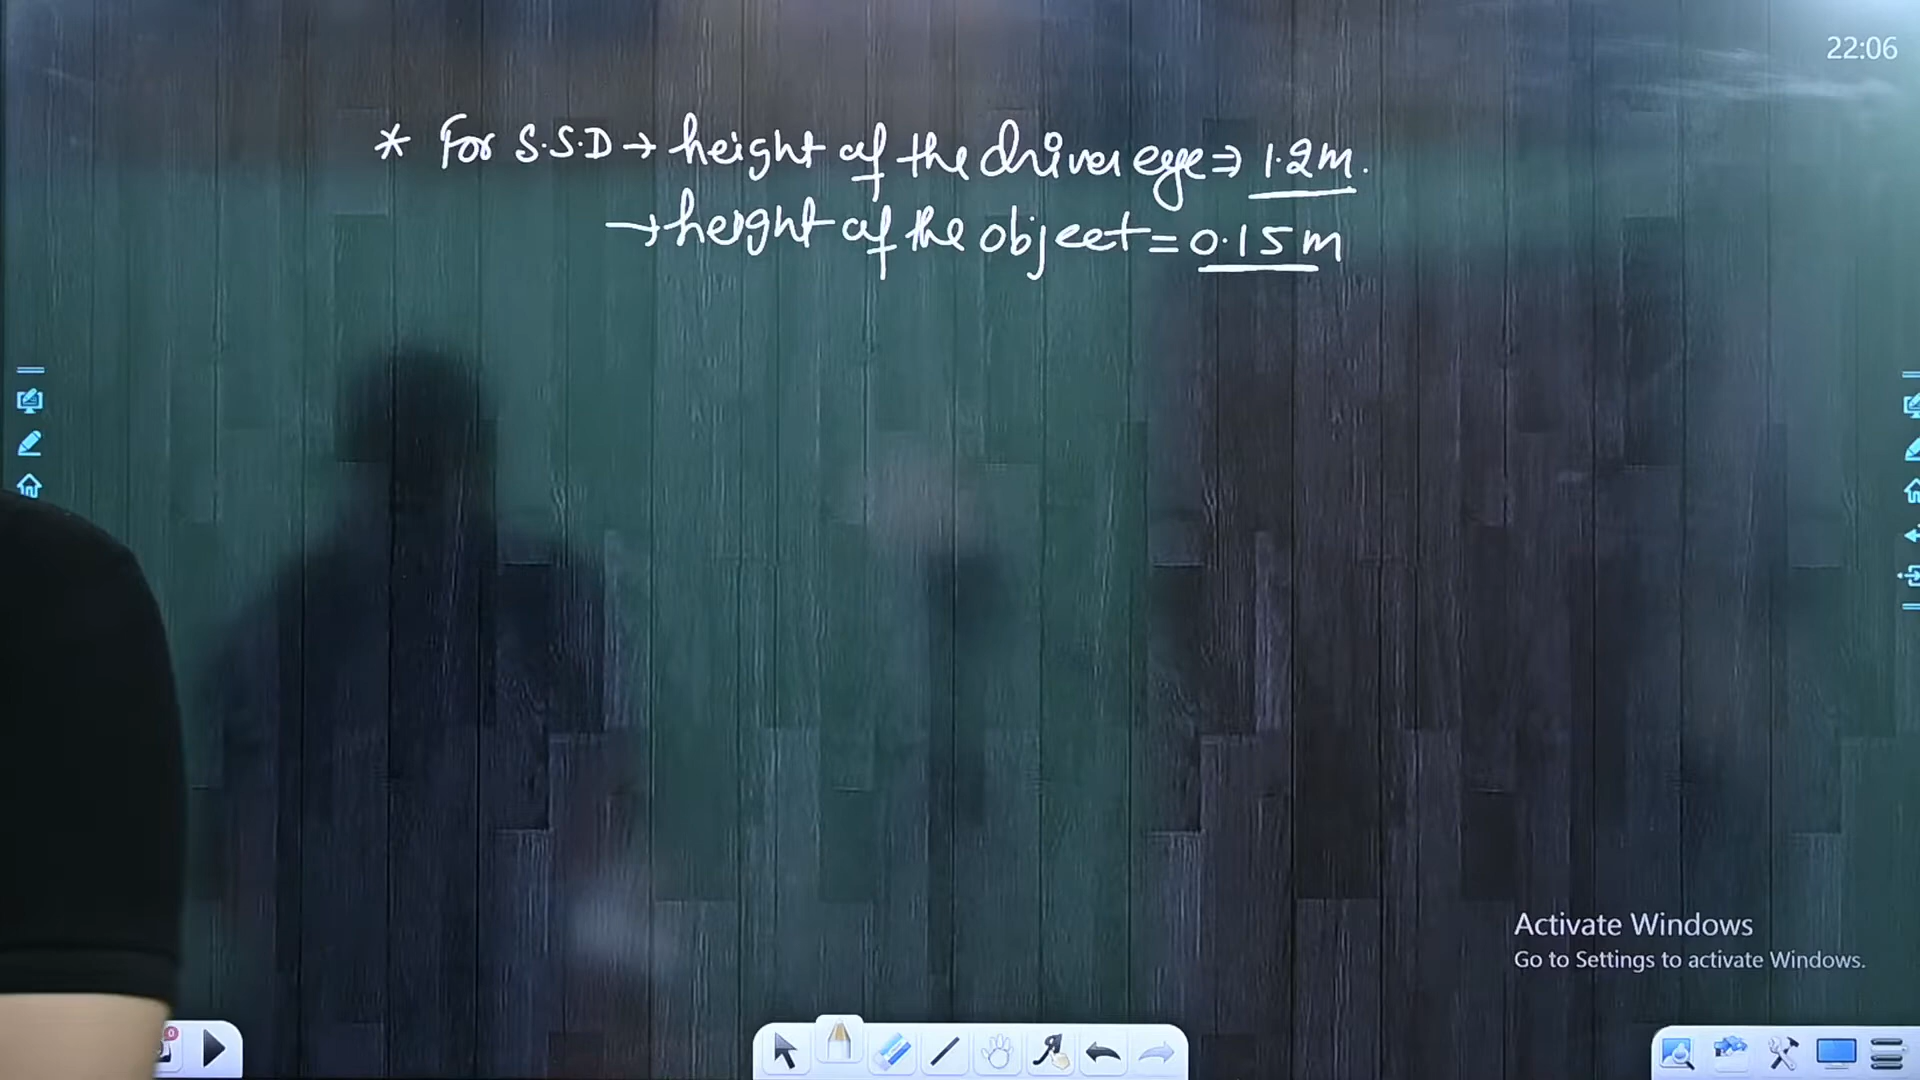 22:06
* For S.S.D → height of the driver eye ⇒ 1.2m.
→ height of the object = 0.15m
Activate Windows
Go to Settings to activate Windows.
0